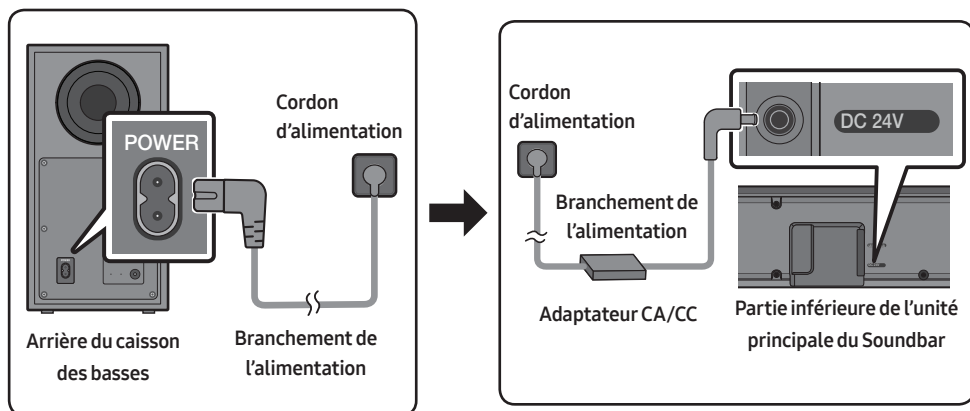 POWER
Cordon
d'alimentation
Arrière du caisson
des basses
Branchement de
l'alimentation
Cordon
d'alimentation
DC 24V
Branchement de
l'alimentation
Adaptateur CA/CC
Partie inférieure de l'unité
principale du Soundbar